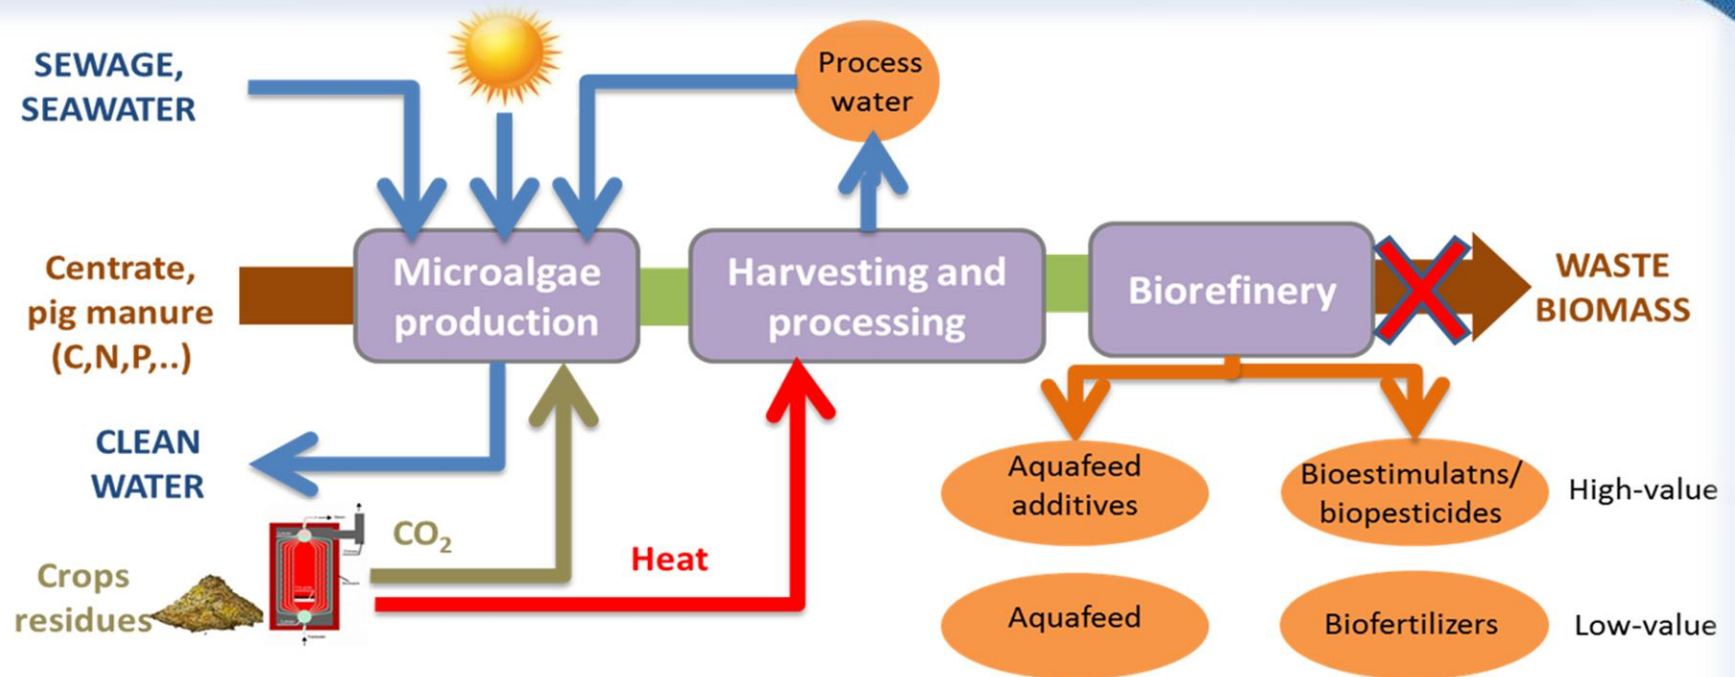 SEWAGE,
SEAWATER
Process
water
Centrate,
pig manure
(C,N,P,..)
Microalgae
production
Harvesting and
processing
Biorefinery
WASTE
BIOMASS
CLEAN
WATER
CO₂
Heat
Crops
residues
Aquafeed
additives
Bioestimulatns/
biopesticides
High-value
Aquafeed
Biofertilizers
Low-value